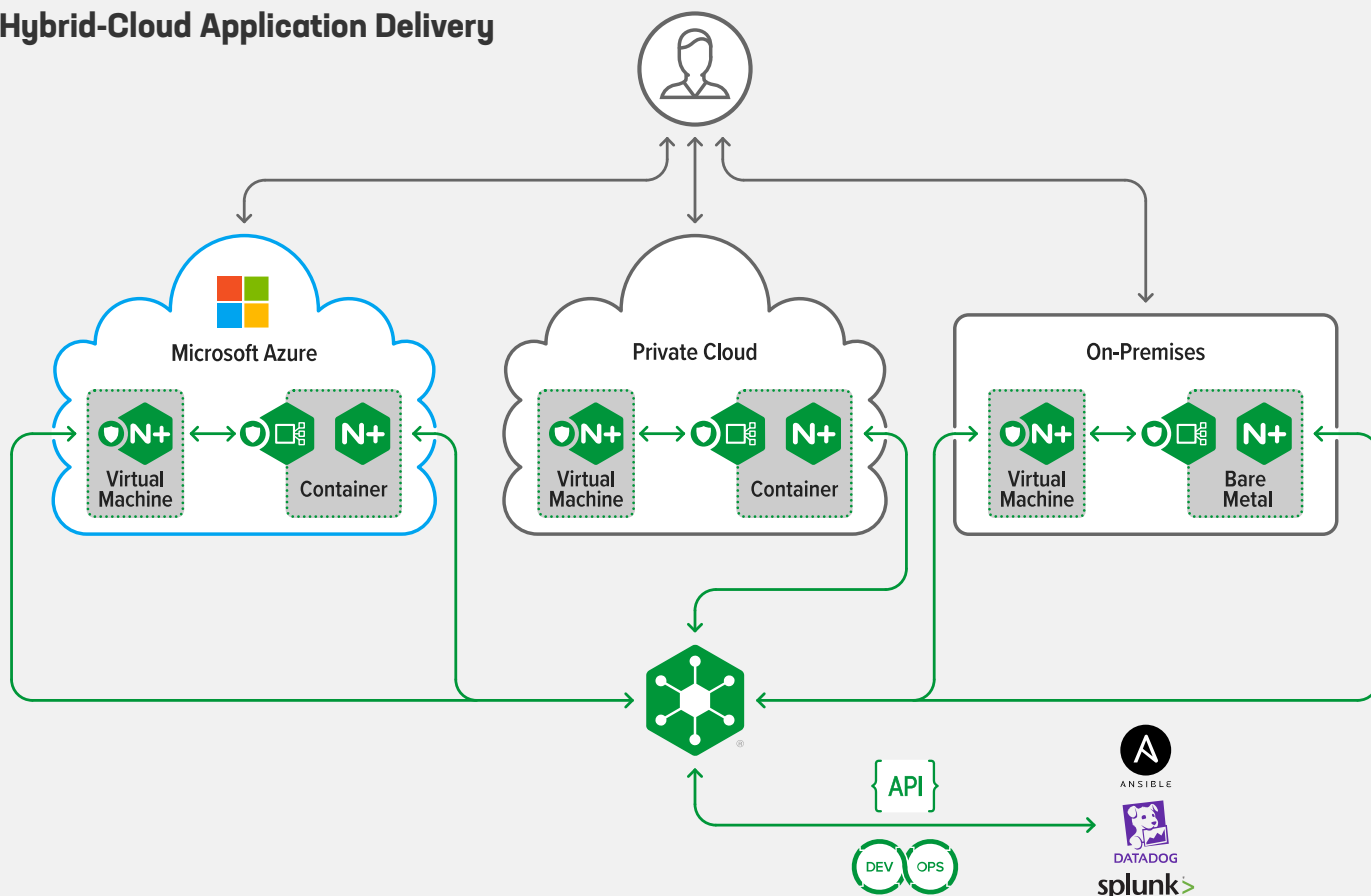 Hybrid-Cloud Application Delivery
Microsoft Azure
Private Cloud
On-Premises
N+
N+
N+
N+
N+
N+
Virtual
Machine
Container
Virtual
Machine
Container
Virtual
Machine
Bare
Metal
®
{API}
DEV OPS
A
ANSIBLE
DATADOG
splunk>